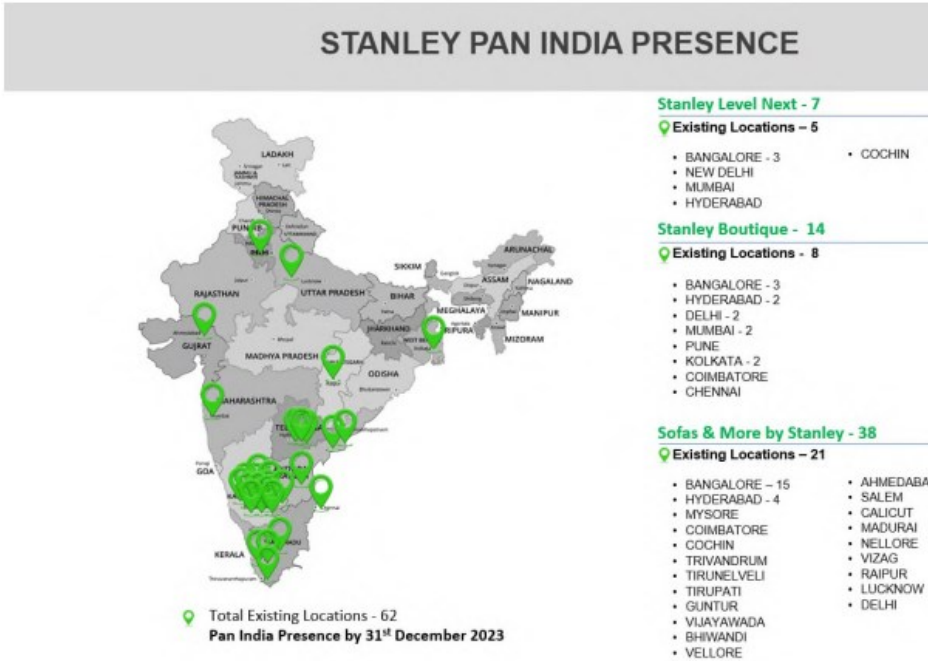 STANLEY PAN INDIA PRESENCE
LADAKH
HIMACHAL
PRADESH
PUNJAB
DELHI
RAJASTHAN
UTTAR PRADESH
BIHAR
SIKKIM
ARUNACHAL
ASSAM
NAGALAND
MEGHALAYA
MANIPUR
MIZORAM
JHARKHAND
GUJRAT
MADHYA PRADESH
ODISHA
GOA
KERALA
Stanley Level Next - 7
Existing Locations – 5
• BANGALORE - 3
• NEW DELHI
• MUMBAI
• HYDERABAD
• COCHIN
Stanley Boutique - 14
Existing Locations - 8
• BANGALORE - 3
• HYDERABAD - 2
• DELHI - 2
• MUMBAI - 2
• PUNE
• KOLKATA - 2
• COIMBATORE
• CHENNAI
Sofas & More by Stanley - 38
Existing Locations – 21
• BANGALORE – 15
• HYDERABAD - 4
• MYSORE
• COIMBATORE
• COCHIN
• TRIVANDRUM
• TIRUNELVELI
• TIRUPATI
• GUNTUR
• VIJAYAWADA
• BHIWANDI
• VELLORE
• AHMEDABA
• SALEM
• CALICUT
• MADURAI
• NELLORE
• VIZAG
• RAIPUR
• LUCKNOW
• DELHI
Total Existing Locations - 62
Pan India Presence by 31st December 2023